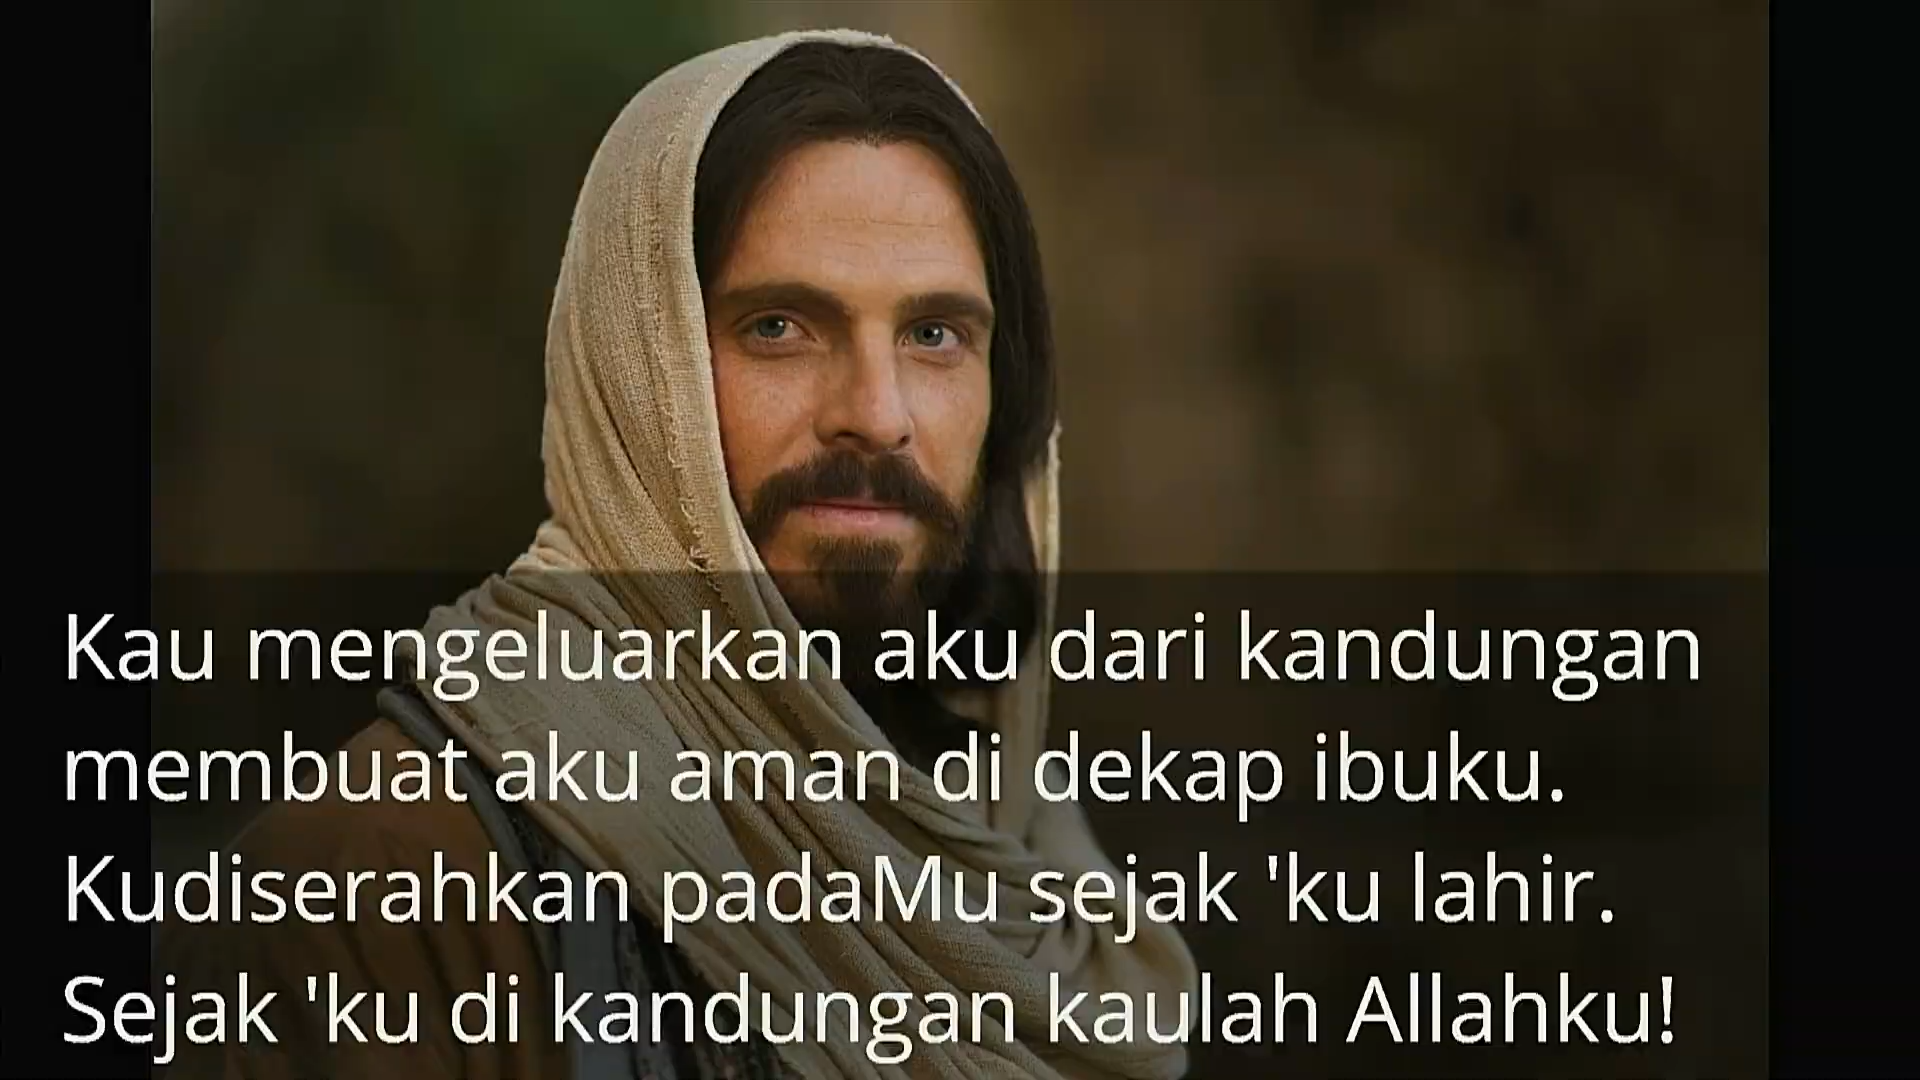 Kau mengeluarkan aku dari kandungan
membuat aku aman di dekap ibuku.
Kudiserahkan padaMu sejak 'ku lahir.
Sejak 'ku di kandungan kaulah Allahku!